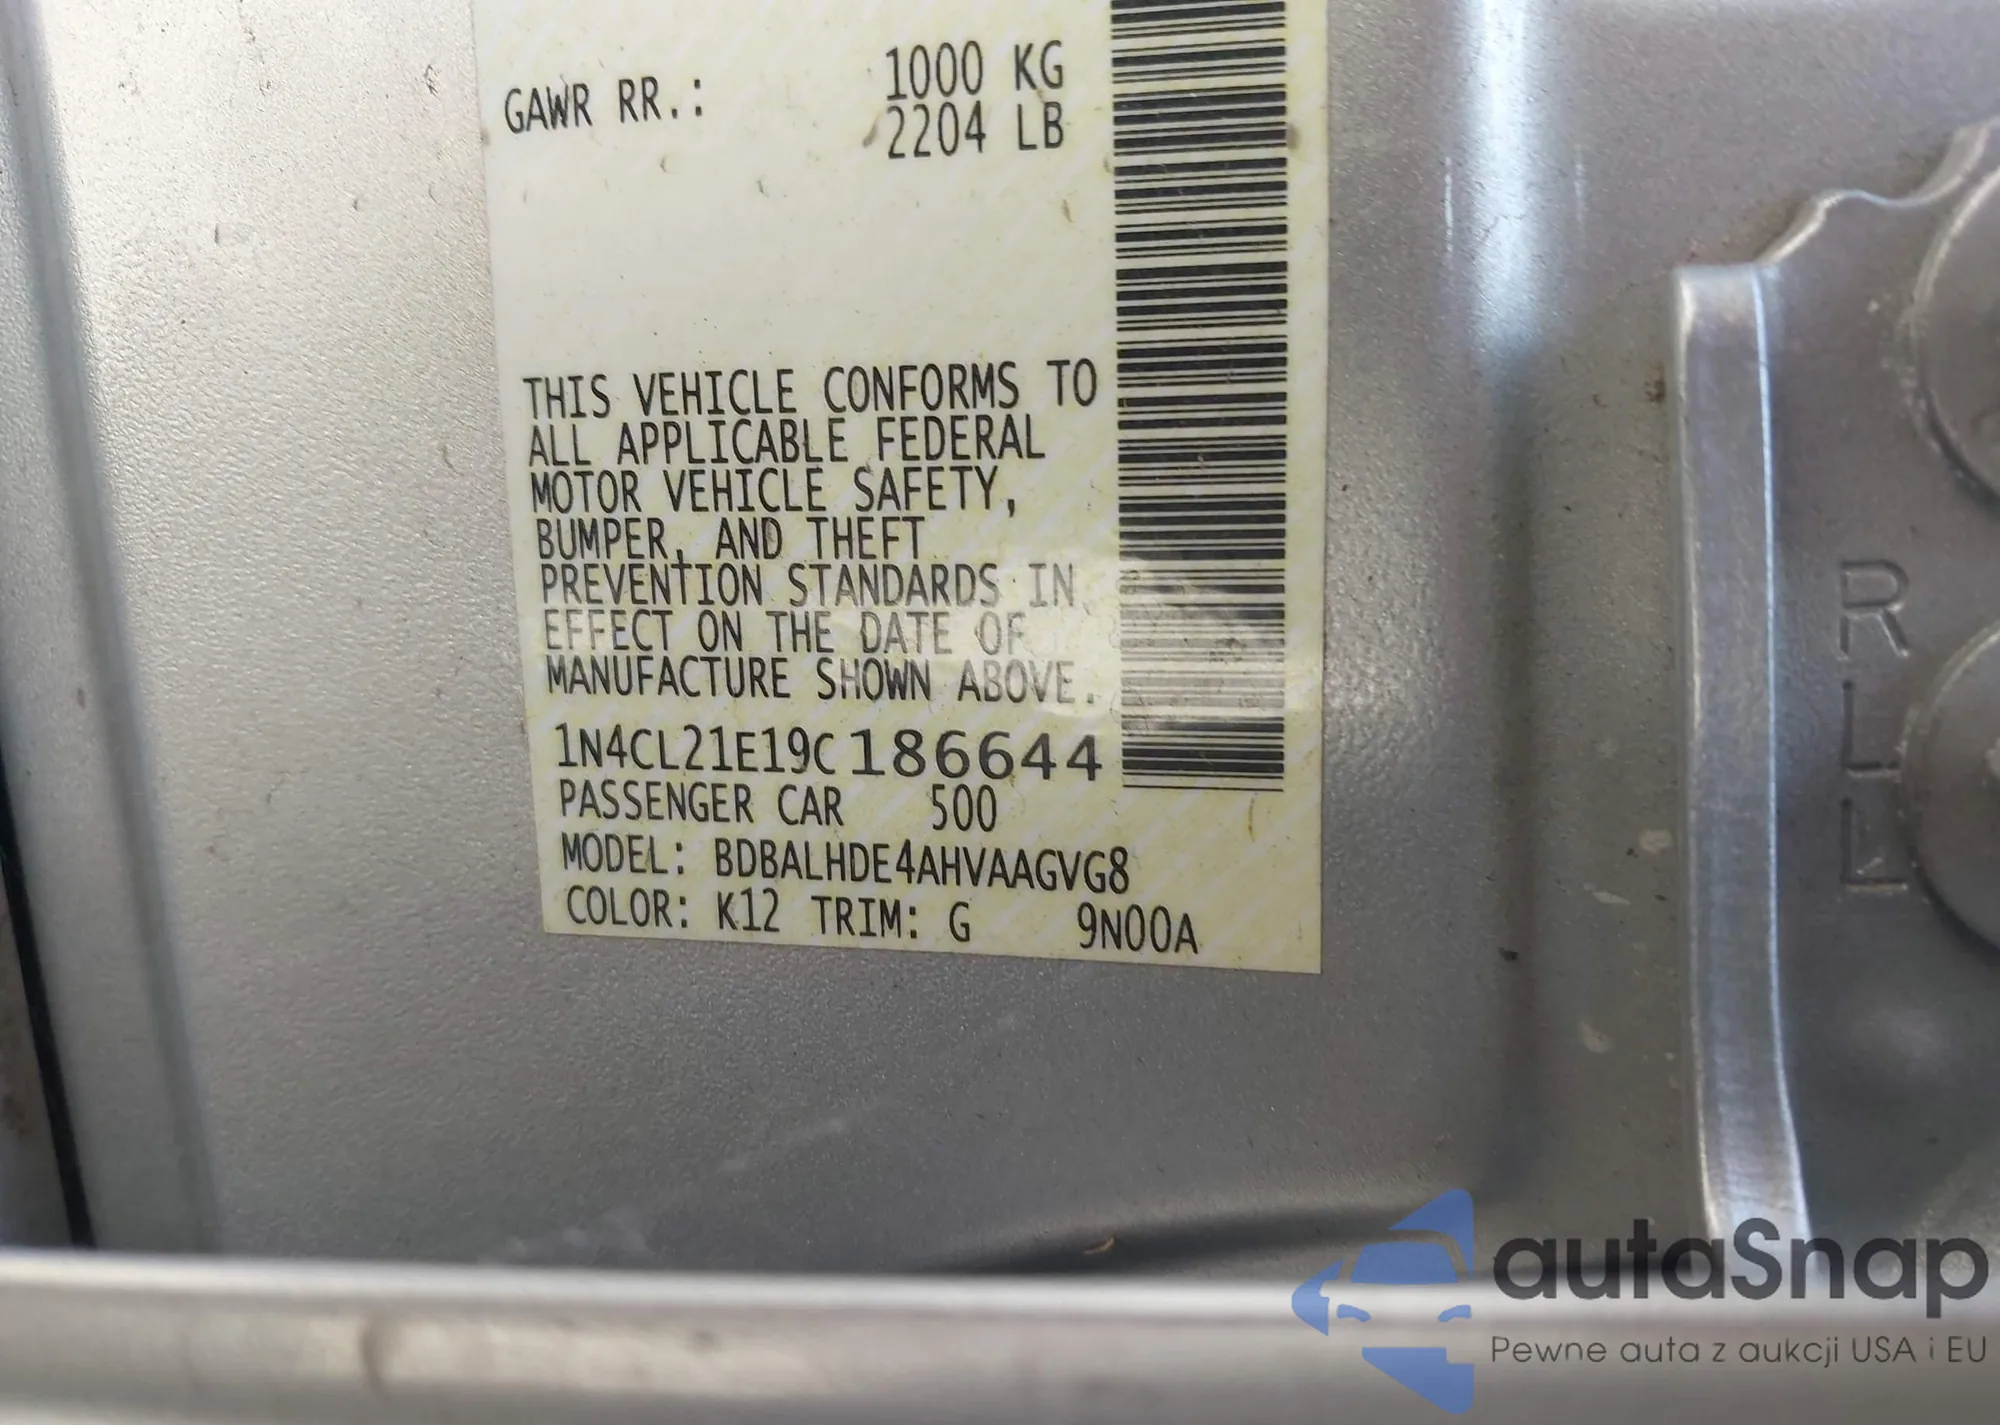 GAWR RR.: 1000 KG
2204 LB
THIS VEHICLE CONFORMS TO
ALL APPLICABLE FEDERAL
MOTOR VEHICLE SAFETY,
BUMPER, AND THEFT
PREVENTION STANDARDS IN
EFFECT ON THE DATE OF
MANUFACTURE SHOWN ABOVE.
1N4CL21E19C186644
PASSENGER CAR 500
MODEL: BDBALHDE4AHVAAGVG8
COLOR: K12 TRIM: G 9N00A
R
L
L
autaSnap
Pewne auta z aukcji USA i EU